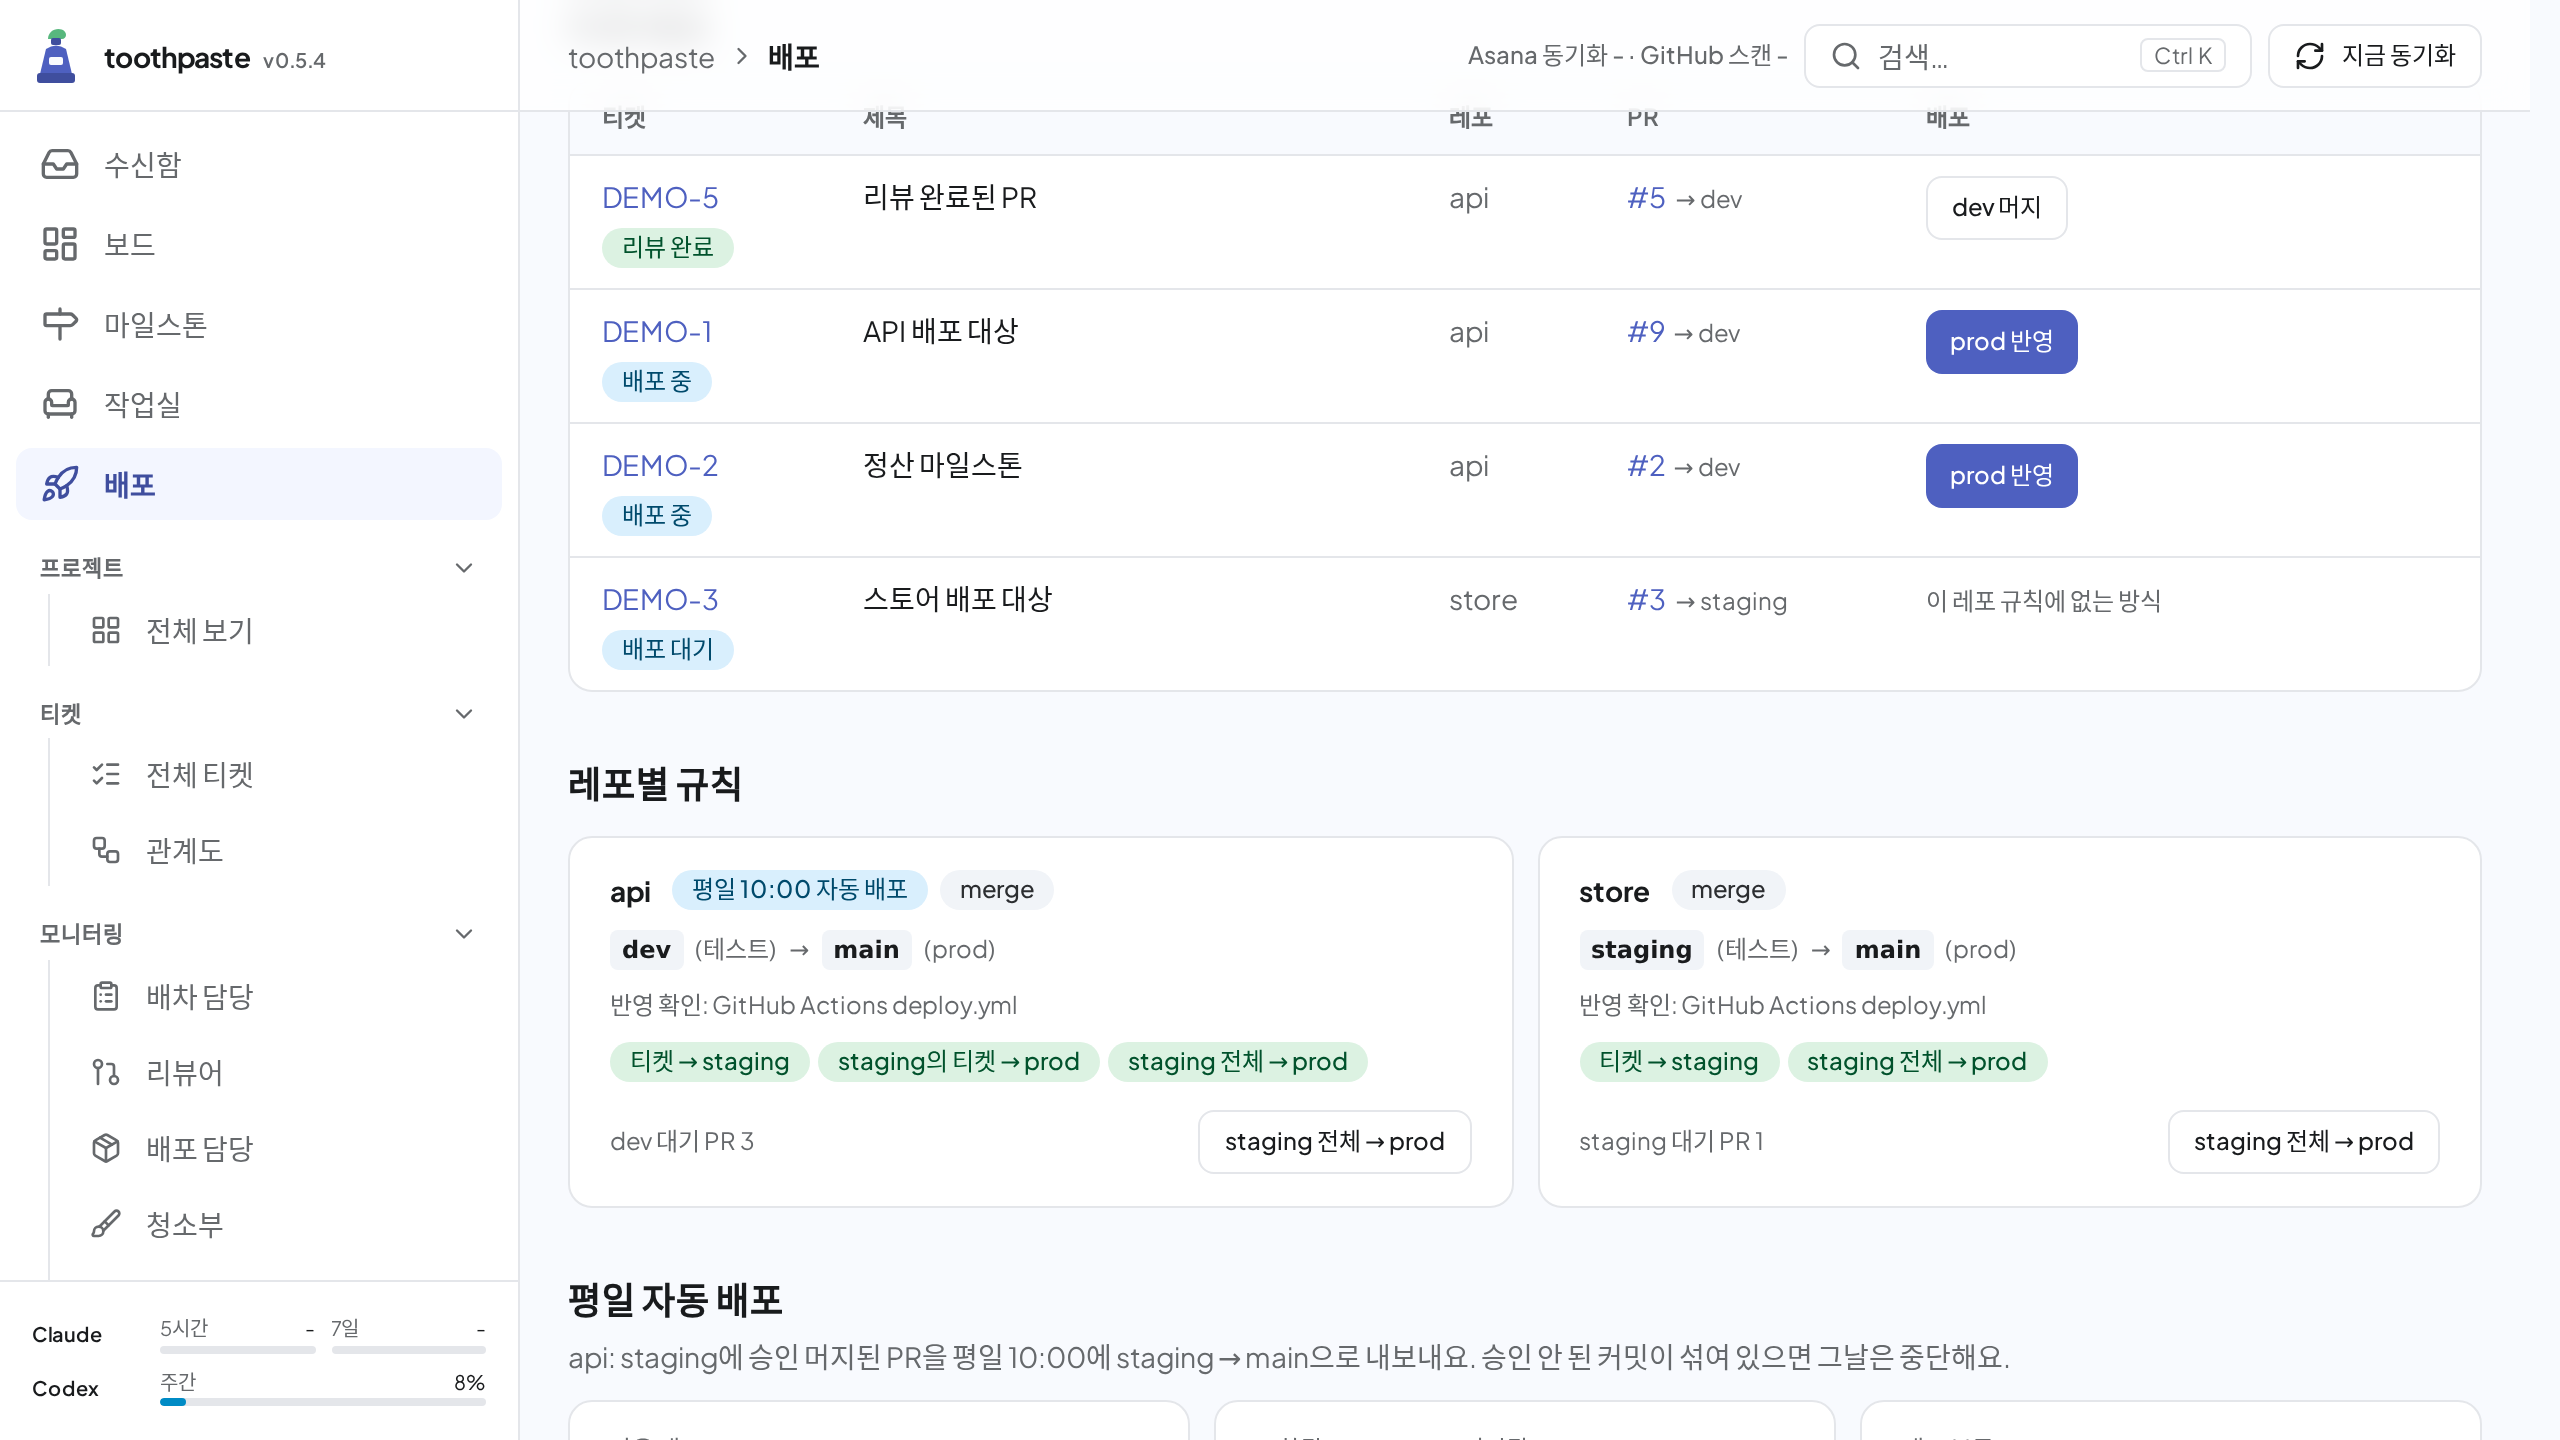 toothpaste v0.5.4
수신함
보드
마일스톤
작업실
배포
프로젝트
전체 보기
티켓
전체 티켓
관계도
모니터링
배차 담당
리뷰어
배포 담당
청소부
Claude 5시간 - 7일 -
Codex 주간 8%
toothpaste > 배포
Asana 동기화 - · GitHub 스캔 -
검색... Ctrl K
지금 동기화
티켓 제목 레포 PR 배포
DEMO-5 리뷰 완료된 PR api #5 → dev dev 머지
리뷰 완료
DEMO-1 API 배포 대상 api #9 → dev prod 반영
배포 중
DEMO-2 정산 마일스톤 api #2 → dev prod 반영
배포 중
DEMO-3 스토어 배포 대상 store #3 → staging 이 레포 규칙에 없는 방식
배포 대기
레포별 규칙
api 평일 10:00 자동 배포 merge
dev (테스트) → main (prod)
반영 확인: GitHub Actions deploy.yml
티켓 → staging staging의 티켓 → prod staging 전체 → prod
dev 대기 PR 3 staging 전체 → prod
store merge
staging (테스트) → main (prod)
반영 확인: GitHub Actions deploy.yml
티켓 → staging staging 전체 → prod
staging 대기 PR 1 staging 전체 → prod
평일 자동 배포
api: staging에 승인 머지된 PR을 평일 10:00에 staging → main으로 내보내요. 승인 안 된 커밋이 섞여 있으면 그날은 중단해요.